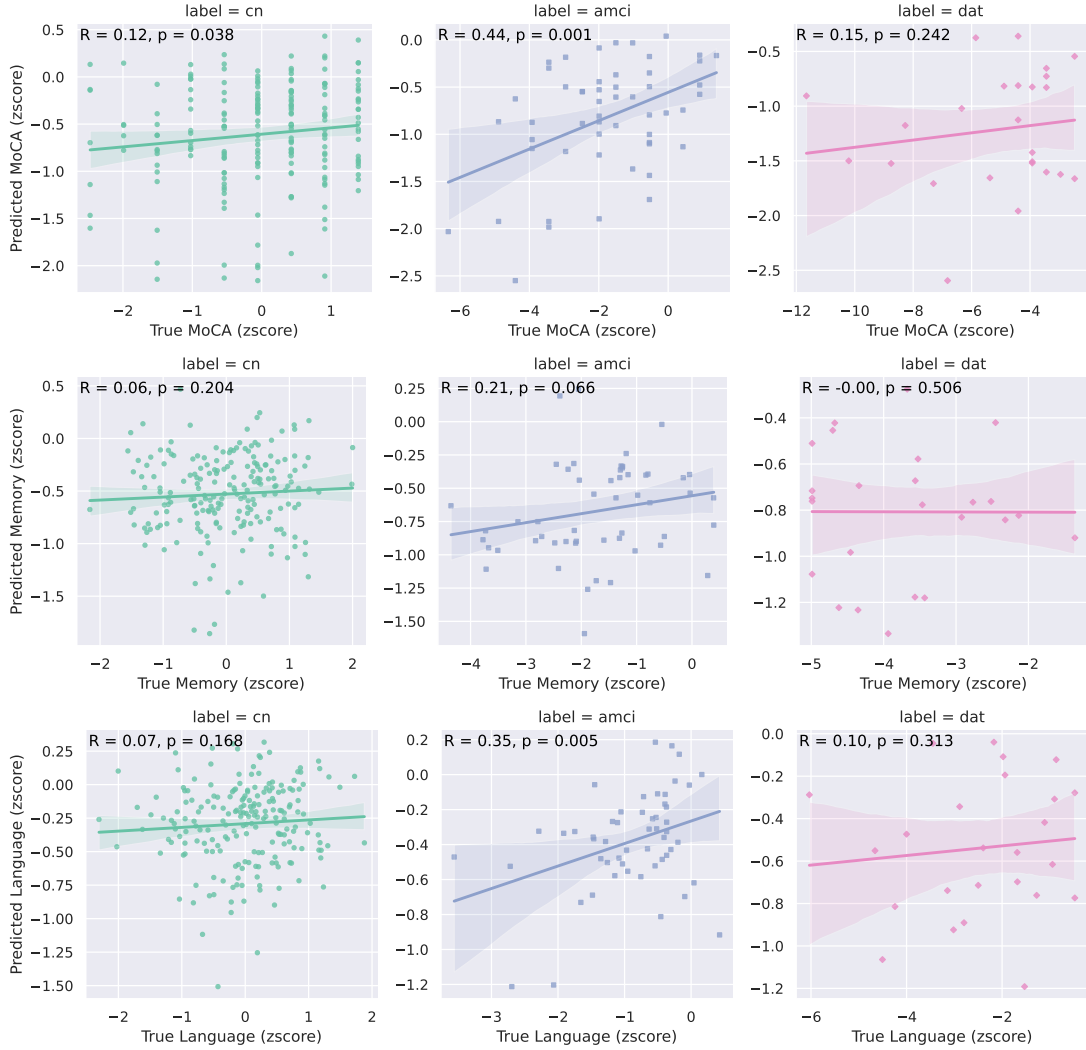 label = cn
label = amci
label = dat
R = 0.12, p = 0.038
R = 0.44, p = 0.001
R = 0.15, p = 0.242
Predicted MoCA (zscore)
0.5
0.0
−0.5
−1.0
−1.5
−2.0
0.0
−0.5
−1.0
−1.5
−2.0
−2.5
−0.5
−1.0
−1.5
−2.0
−2.5
−2 −1 0 1
−6 −4 −2 0
−12 −10 −8 −6 −4
True MoCA (zscore)
True MoCA (zscore)
True MoCA (zscore)
label = cn
label = amci
label = dat
R = 0.06, p = 0.204
R = 0.21, p = 0.066
R = -0.00, p = 0.506
Predicted Memory (zscore)
0.5
0.0
−0.5
−1.0
−1.5
0.25
0.00
−0.25
−0.50
−0.75
−1.00
−1.25
−1.50
−0.4
−0.6
−0.8
−1.0
−1.2
−2 −1 0 1 2
−4 −3 −2 −1 0
−5 −4 −3 −2
True Memory (zscore)
True Memory (zscore)
True Memory (zscore)
label = cn
label = amci
label = dat
R = 0.07, p = 0.168
R = 0.35, p = 0.005
R = 0.10, p = 0.313
Predicted Language (zscore)
0.25
0.00
−0.25
−0.50
−0.75
−1.00
−1.25
−1.50
0.2
0.0
−0.2
−0.4
−0.6
−0.8
−1.0
−1.2
0.0
−0.2
−0.4
−0.6
−0.8
−1.0
−1.2
−2 −1 0 1 2
−3 −2 −1 0
−6 −4 −2
True Language (zscore)
True Language (zscore)
True Language (zscore)